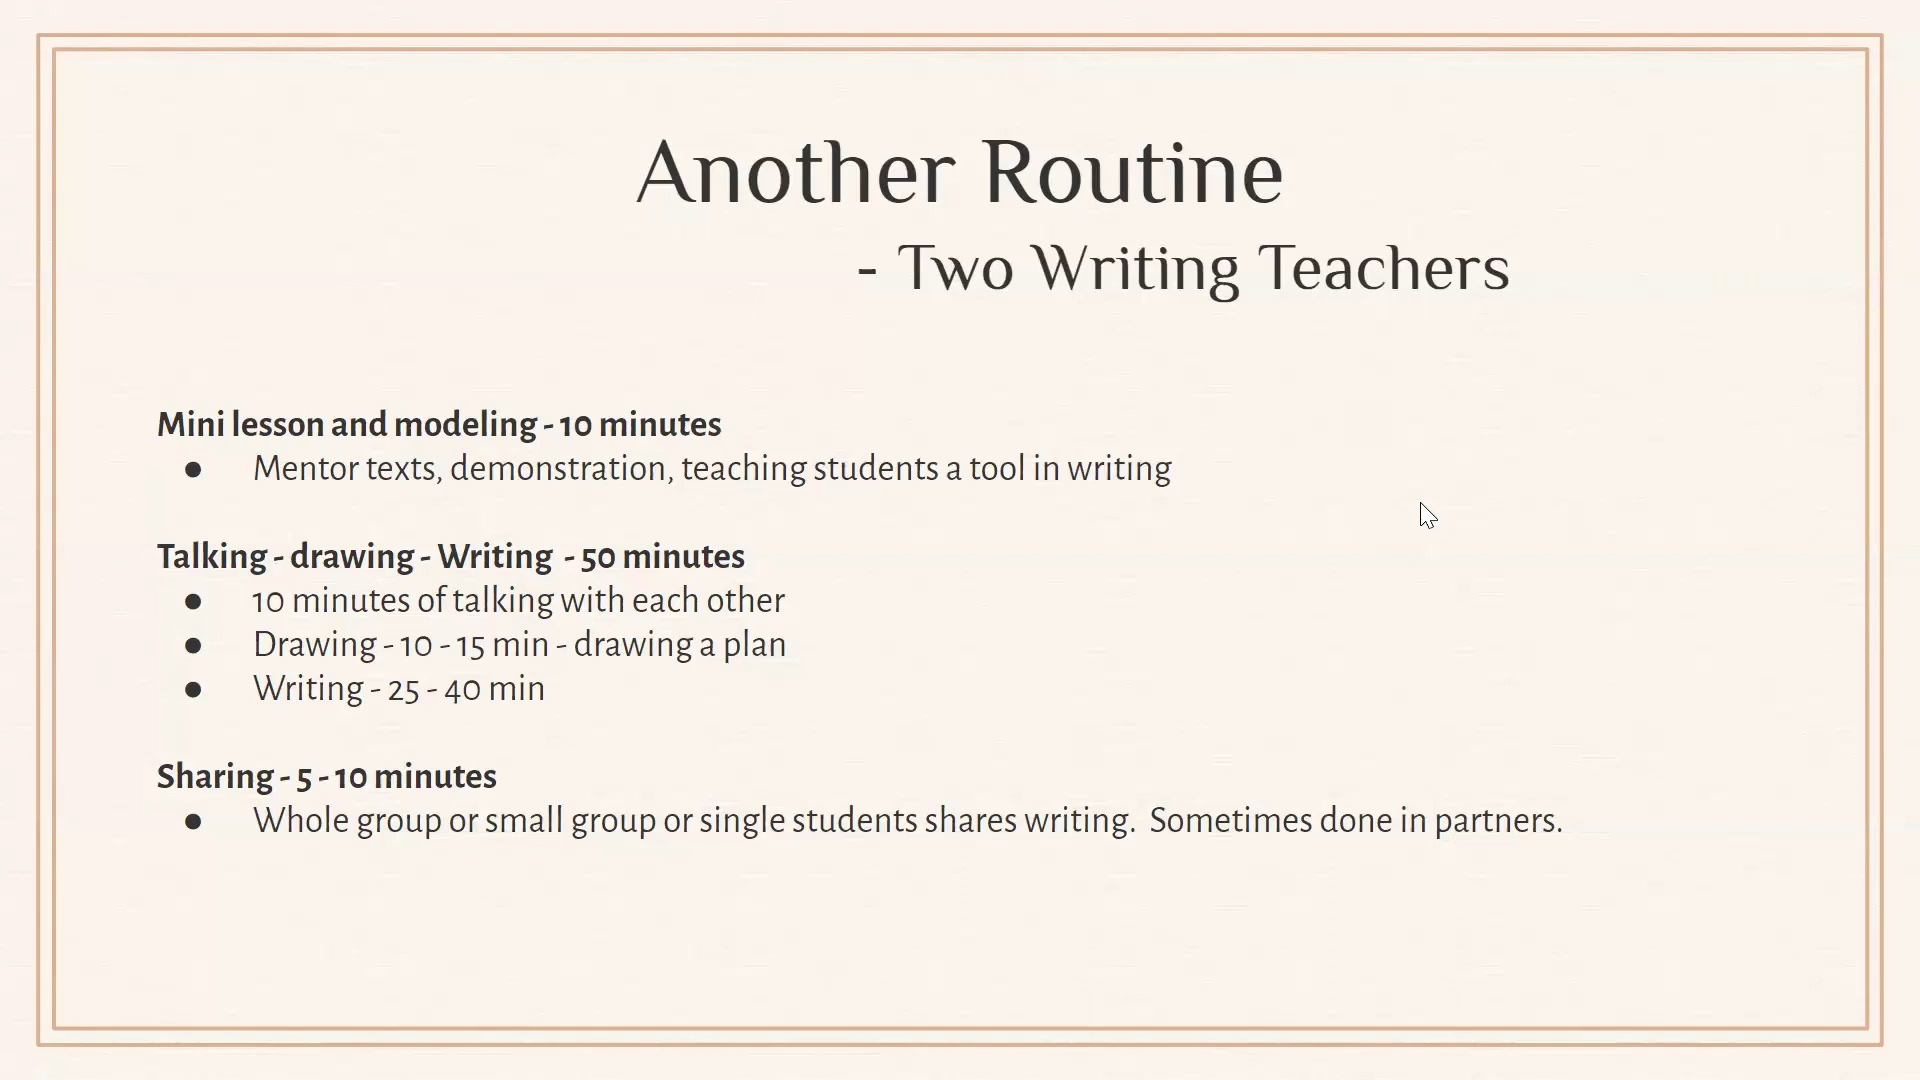 Another Routine
- Two Writing Teachers
Mini lesson and modeling - 10 minutes
● Mentor texts, demonstration, teaching students a tool in writing
Talking - drawing - Writing  - 50 minutes
● 10 minutes of talking with each other
● Drawing - 10 - 15 min - drawing a plan
● Writing - 25 - 40 min
Sharing - 5 - 10 minutes
● Whole group or small group or single students shares writing.  Sometimes done in partners.